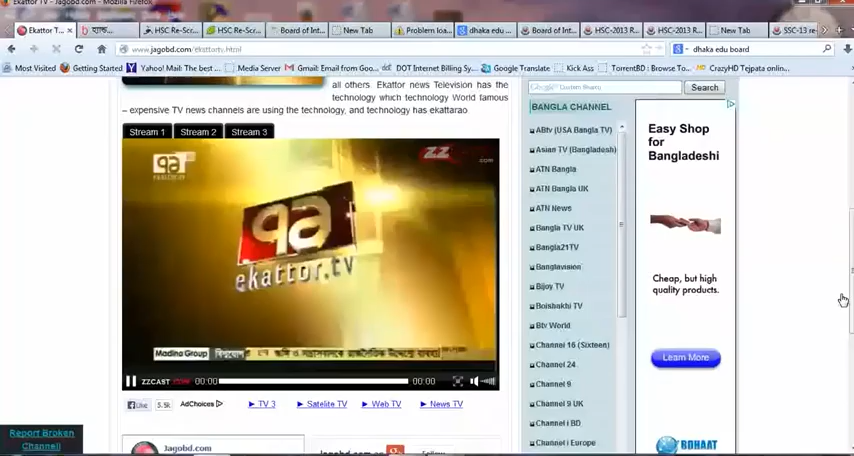 Ekattor TV - Jagobd.com - Mozilla Firefox
Ekattor T...
HSC Re-Scr...
HSC Re-Scr...
Board of Int...
New Tab
Problem loa...
dhaka edu ...
Board of Int...
HSC-2013 R...
HSC-2013 R...
New Tab
SSC-13 re-
www.jagobd.com/ekattortv.html
dhaka edu board
Most Visited
Getting Started
Yahoo! Mail: The best ...
Media Server
Gmail: Email from Goo...
DOT Internet Billing Sy...
Google Translate
Kick Ass
TorrentBD : Browse To...
CrazyHD Tejpata online...
all others Ekattor news Television has the
technology which technology World famous
– expensive TV news channels are using the technology, and technology has ekattarao
Stream 1
Stream 2
Stream 3
ZZ
.com
ekattor.tv
Madina Group
ZZCAST
00:00
00:00
Like
5.5k
AdChoices
► TV 3
► Satelite TV
► Web TV
► News TV
Report Broken
Channel!
Jagobd.com
Jagobd.com on
Follow
Search
BANGLA CHANNEL
ABtv (USA Bangla TV)
Asian TV (Bangladesh)
ATN Bangla
ATN Bangla UK
ATN News
Bangla TV UK
Bangla21TV
Banglavision
Bijoy TV
Boishakhi TV
Btv World
Channel 16 (Sixteen)
Channel 24
Channel 9
Channel 9 UK
Channel i BD
Channel i Europe
Easy Shop
for
Bangladeshi
Cheap, but high
quality products.
Learn More
BDHAAT